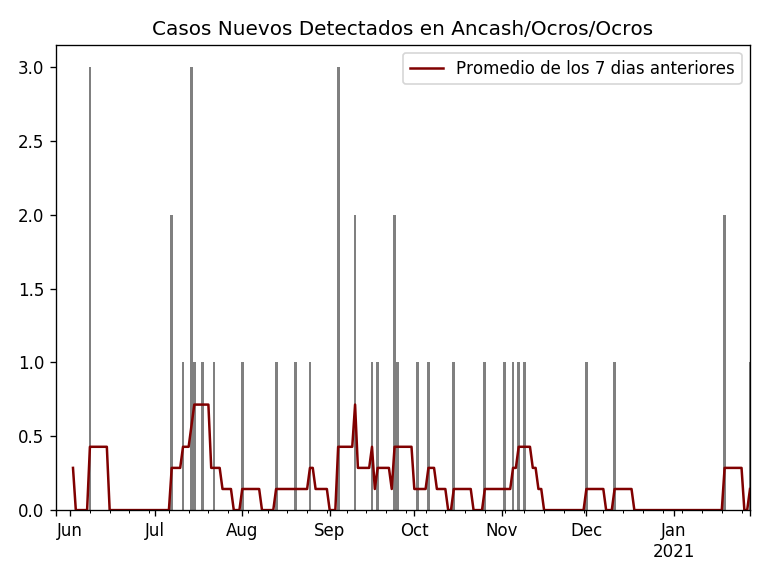 Casos Nuevos Detectados en Ancash/Ocros/Ocros
Promedio de los 7 dias anteriores
3.0
2.5
2.0
1.5
1.0
0.5
0.0
Jun Jul Aug Sep Oct Nov Dec Jan
2021